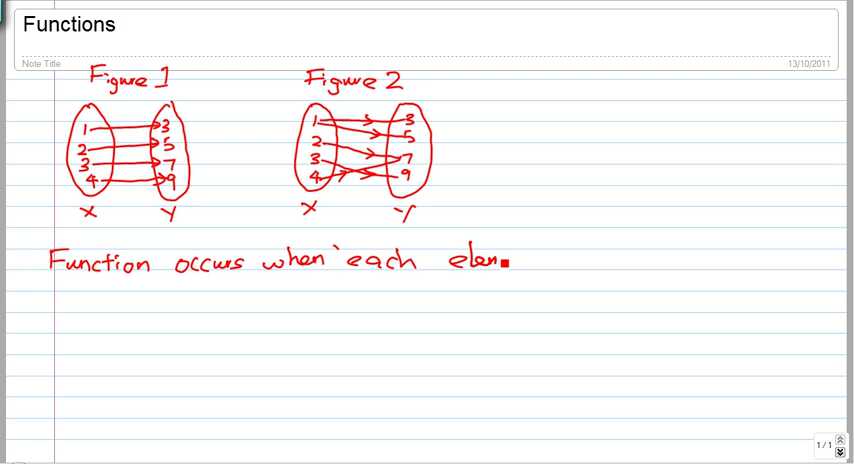 Functions
Note Title
13/10/2011
Figure 1
Figure 2
1 3
2 5
3 7
4 9
X Y
1 3
2 5
3 7
4 9
X Y
Function occurs when each elem
1 / 1